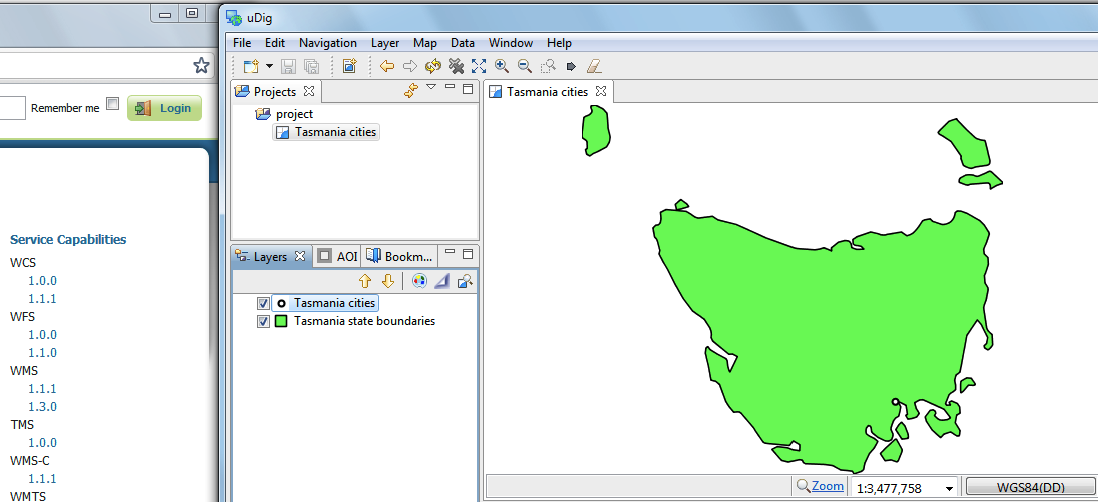 Remember me
Login
Service Capabilities
WCS
1.0.0
1.1.1
WFS
1.0.0
1.1.0
WMS
1.1.1
1.3.0
TMS
1.0.0
WMS-C
1.1.1
WMTS
uDig
File Edit Navigation Layer Map Data Window Help
Projects
project
Tasmania cities
Layers AOI Bookm...
Tasmania cities
Tasmania state boundaries
Tasmania cities
Zoom 1:3,477,758 WGS84(DD)